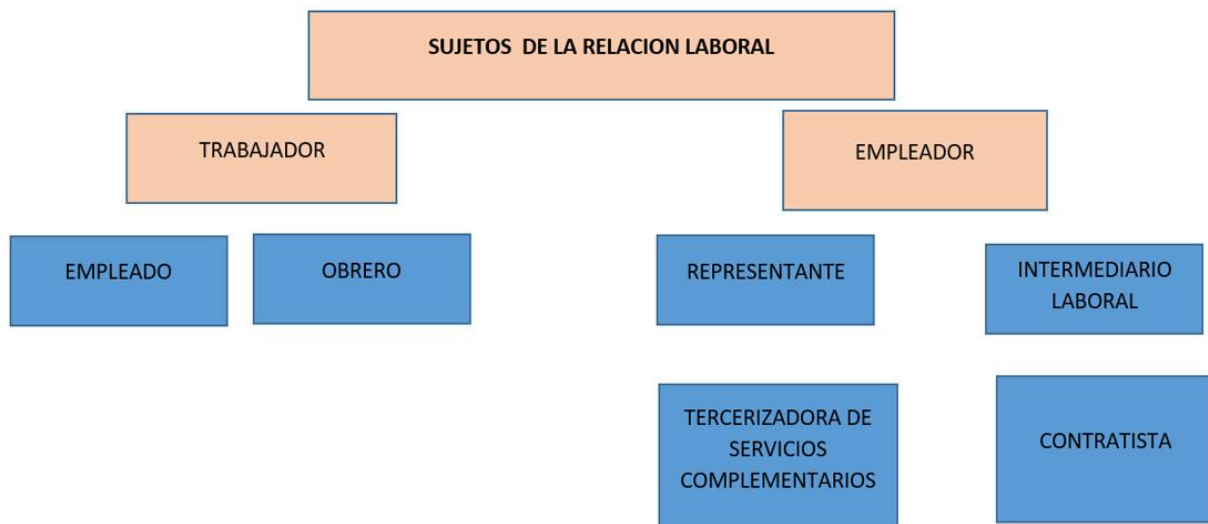 SUJETOS DE LA RELACION LABORAL
TRABAJADOR
EMPLEADOR
EMPLEADO
OBRERO
REPRESENTANTE
INTERMEDIARIO
LABORAL
TERCERIZADORA DE
SERVICIOS
COMPLEMENTARIOS
CONTRATISTA